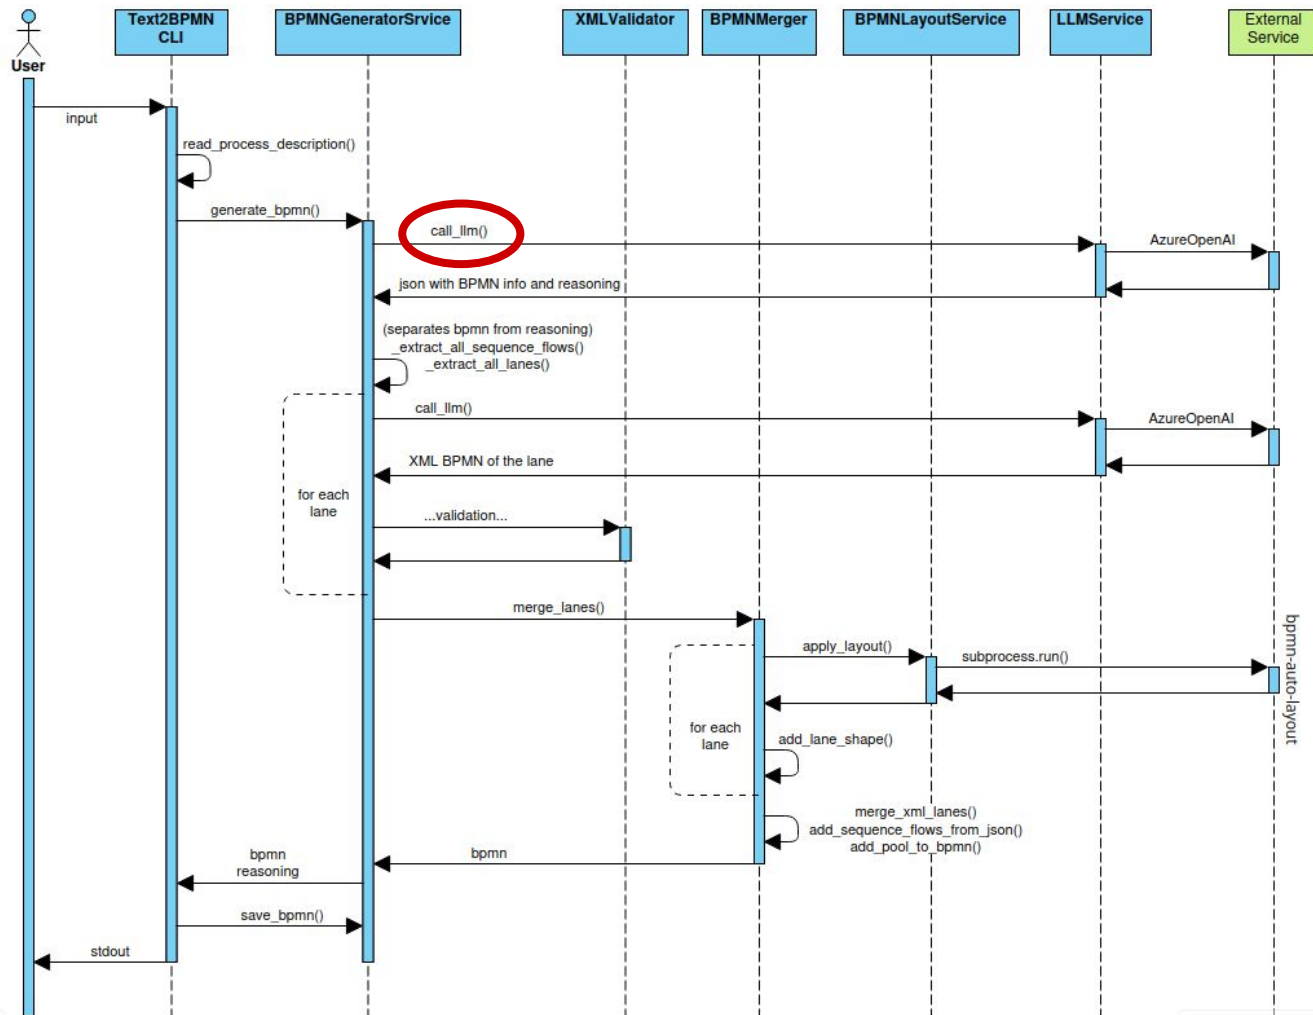 Text2BPMN
CLI
BPMNGeneratorSrvice
XMLValidator
BPMNMerger
BPMNLayoutService
LLMService
External
Service
User
input
read_process_description()
generate_bpmn()
call_llm()
AzureOpenAI
json with BPMN info and reasoning
(separates bpmn from reasoning)
_extract_all_sequence_flows()
_extract_all_lanes()
call_llm()
AzureOpenAI
XML BPMN of the lane
for each
lane
...validation...
merge_lanes()
apply_layout()
subprocess.run()
bpmn-auto-layout
for each
lane
add_lane_shape()
merge_xml_lanes()
add_sequence_flows_from_json()
add_pool_to_bpmn()
bpmn
bpmn
reasoning
save_bpmn()
stdout